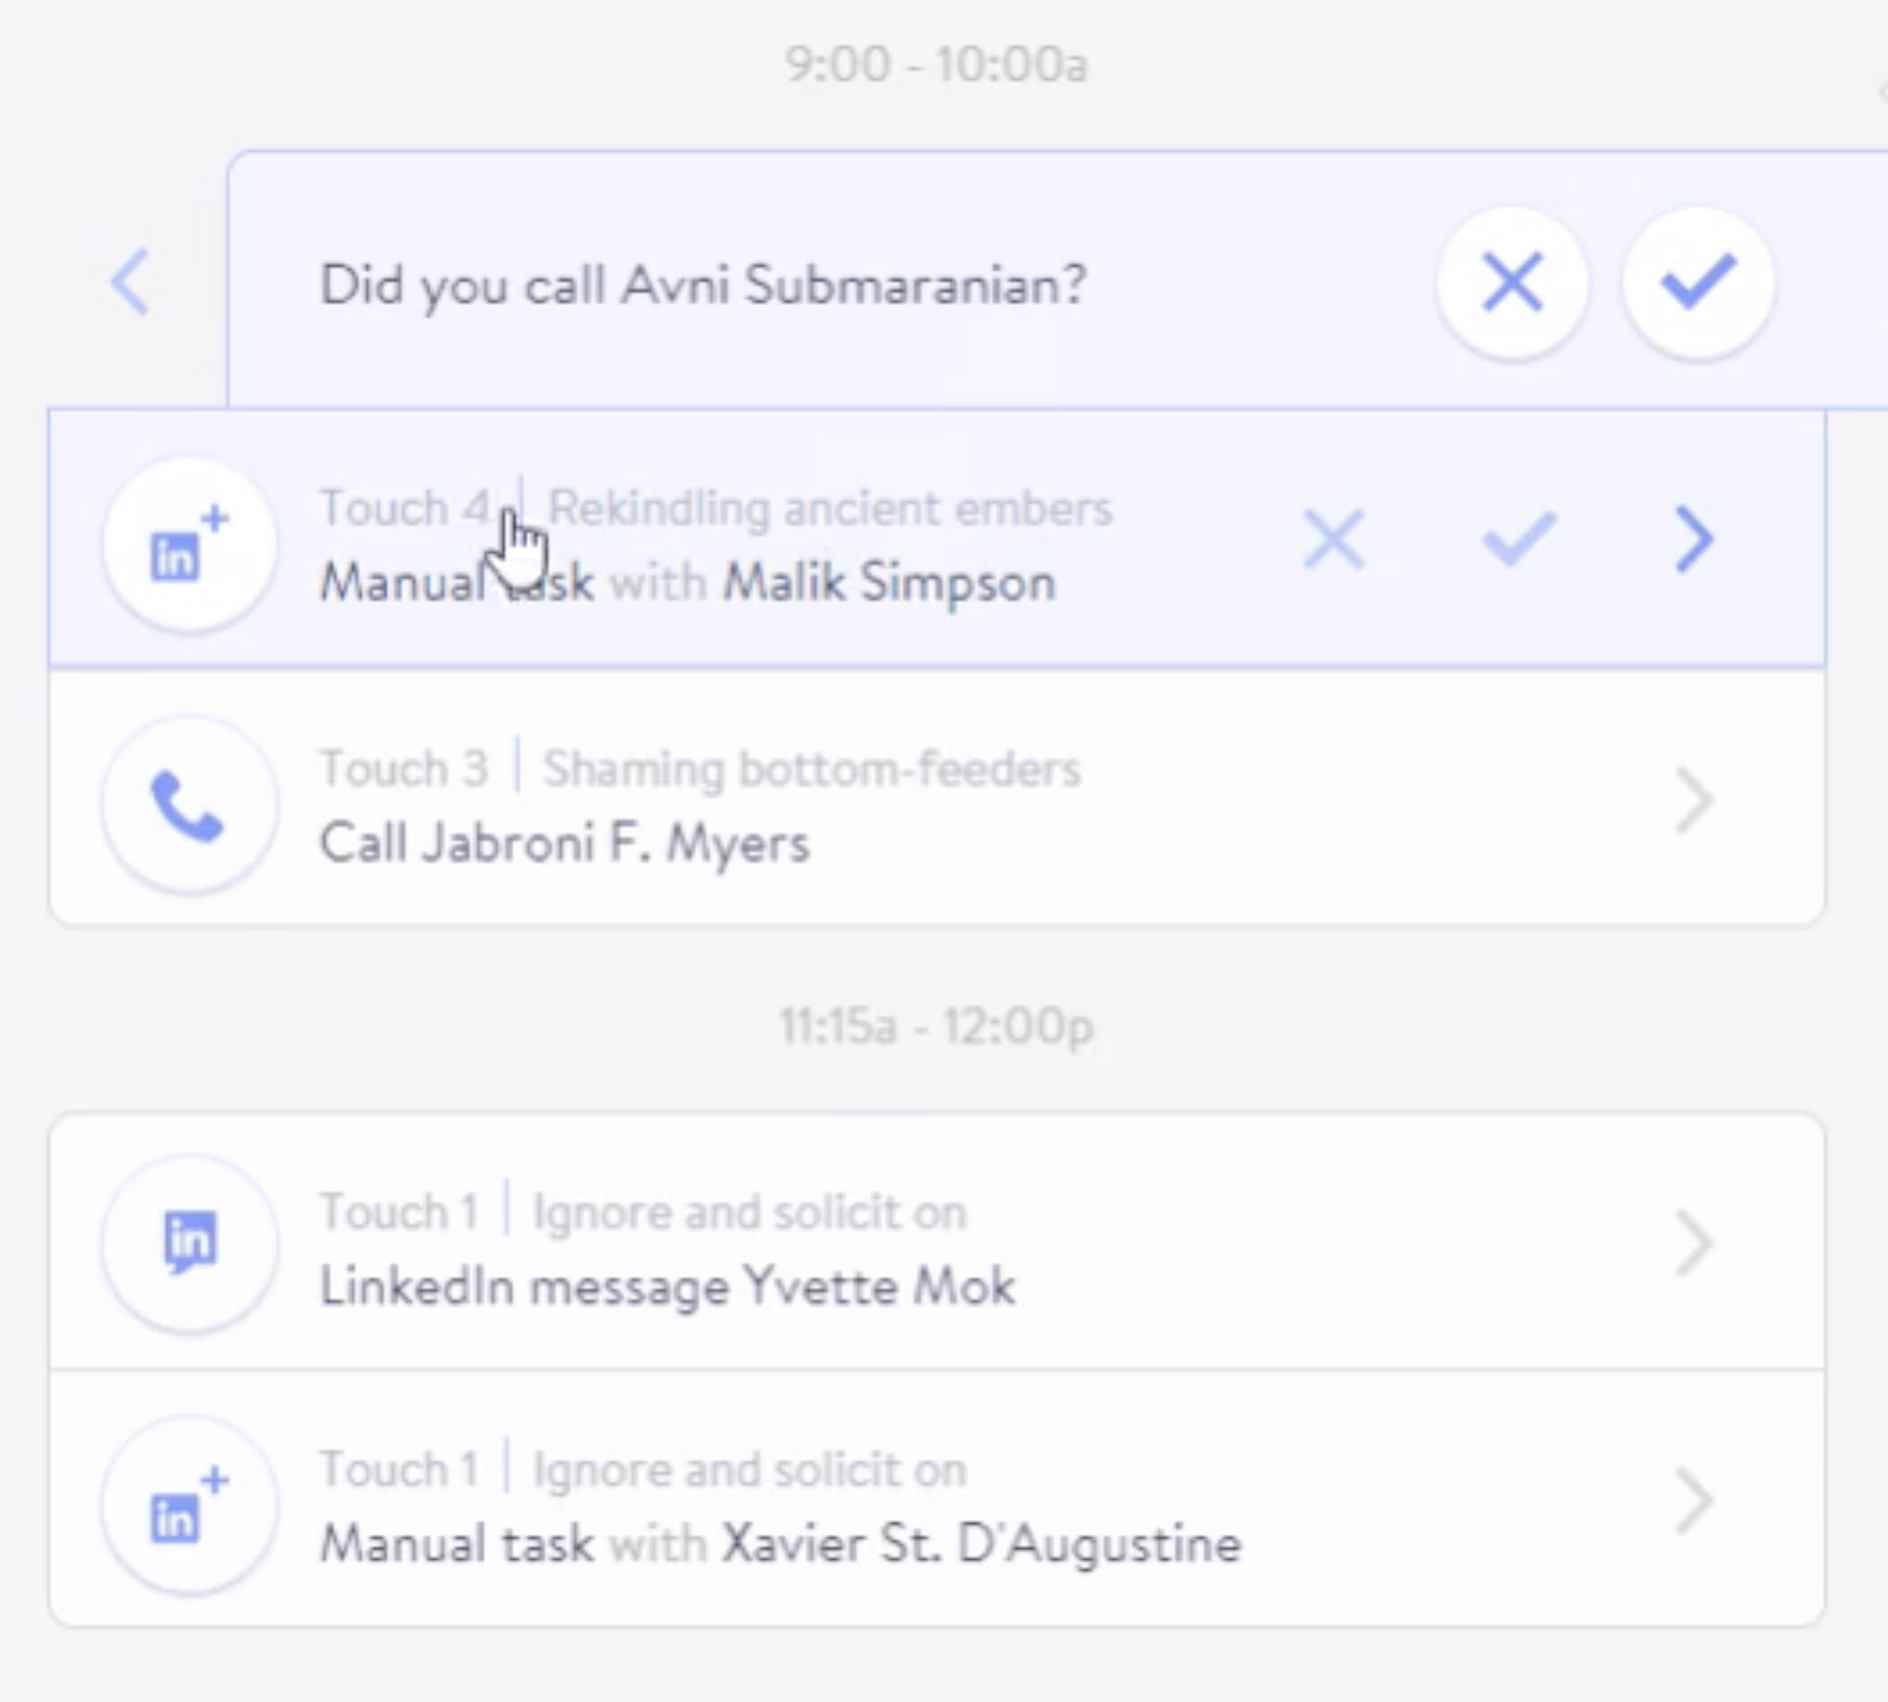 9:00 - 10:00a
Did you call Avni Submaranian?
Touch 4 | Rekindling ancient embers
Manual task with Malik Simpson
Touch 3 | Shaming bottom-feeders
Call Jabroni F. Myers
11:15a - 12:00p
Touch 1 | Ignore and solicit on
LinkedIn message Yvette Mok
Touch 1 | Ignore and solicit on
Manual task with Xavier St. D'Augustine